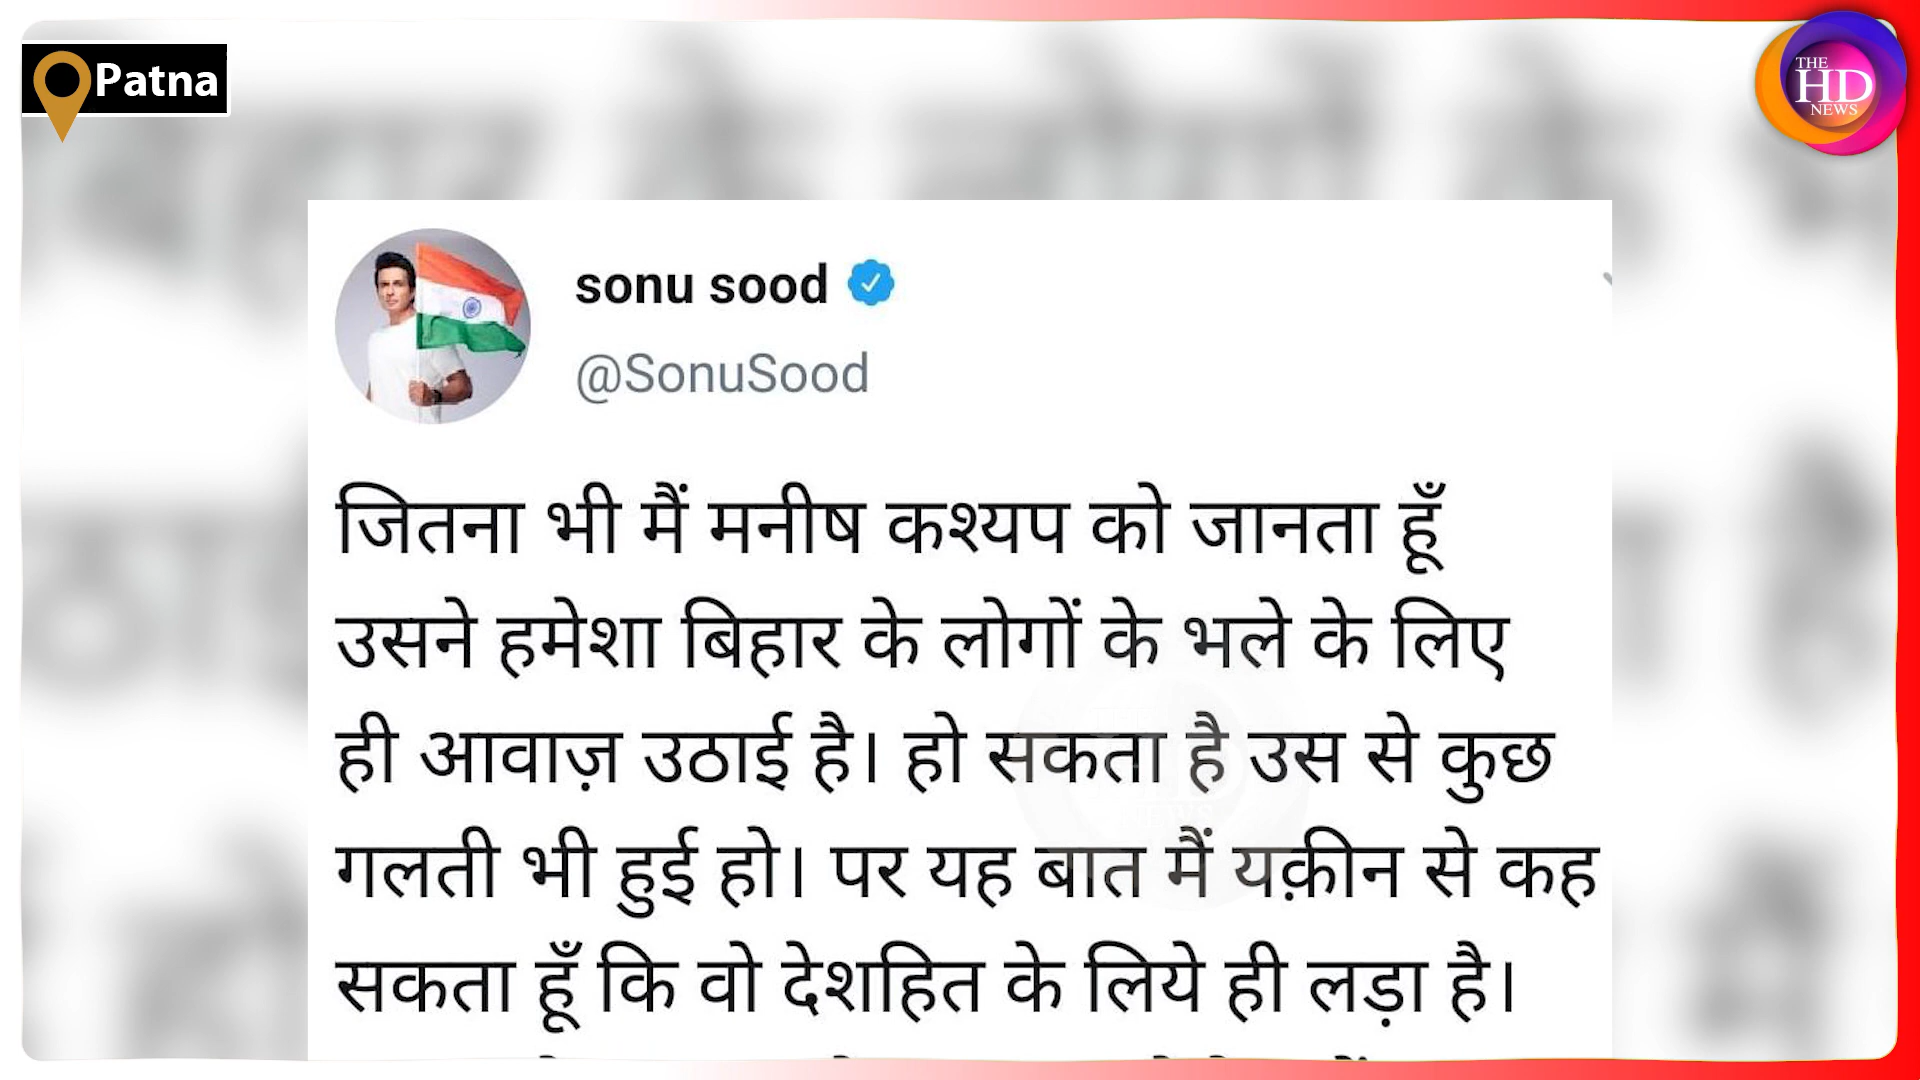 Patna
THE
HD
NEWS
sonu sood
@SonuSood
जितना भी मैं मनीष कश्यप को जानता हूँ
उसने हमेशा बिहार के लोगों के भले के लिए
ही आवाज़ उठाई है। हो सकता है उस से कुछ
गलती भी हुई हो। पर यह बात मैं यक़ीन से कह
सकता हूँ कि वो देशहित के लिये ही लड़ा है।